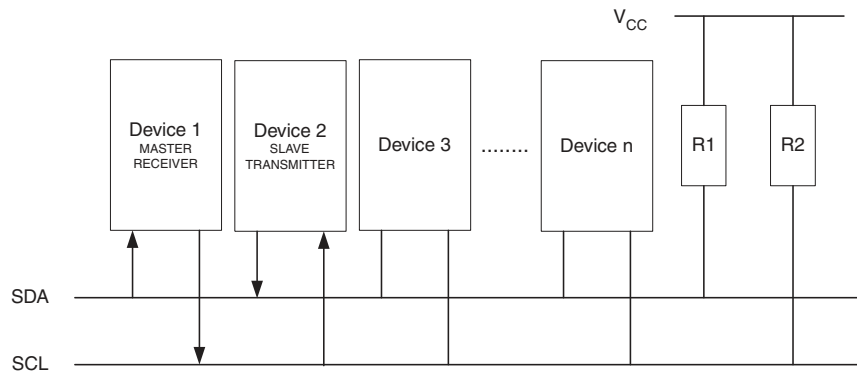 V<sub>CC</sub>
Device 1
MASTER
RECEIVER
Device 2
SLAVE
TRANSMITTER
Device 3
........
Device n
R1
R2
SDA
SCL